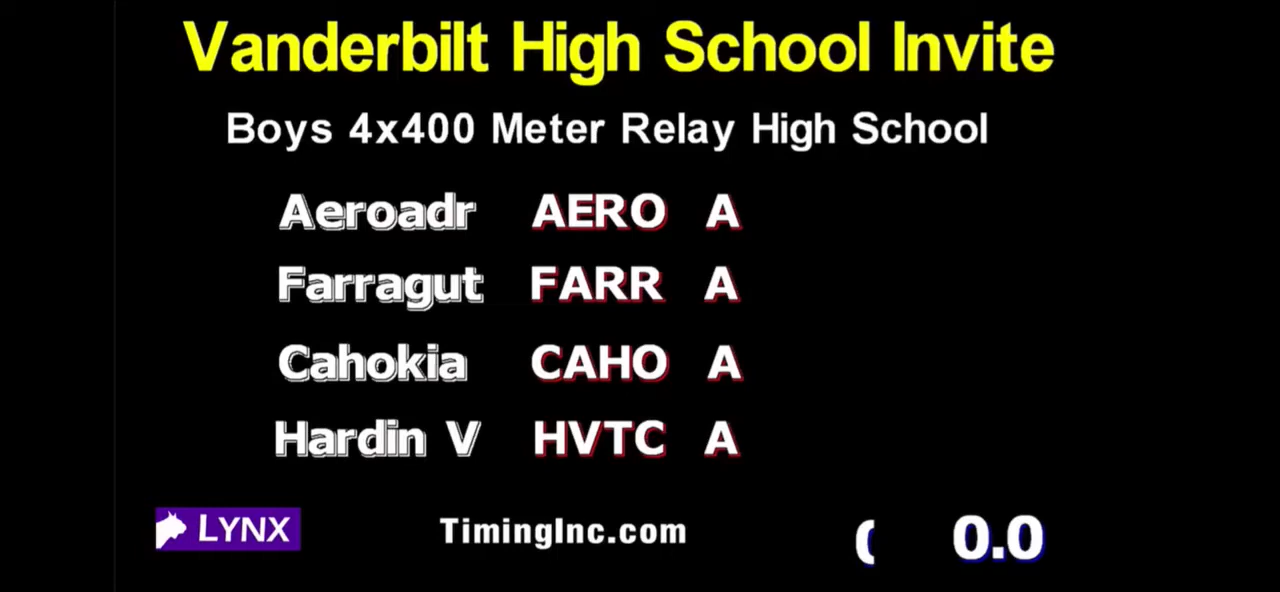 Vanderbilt High School Invite
Boys 4x400 Meter Relay High School
Aeroadr AERO A
Farragut FARR A
Cahokia CAHO A
Hardin V HVTC A
LYNX TimingInc.com ( 0.0